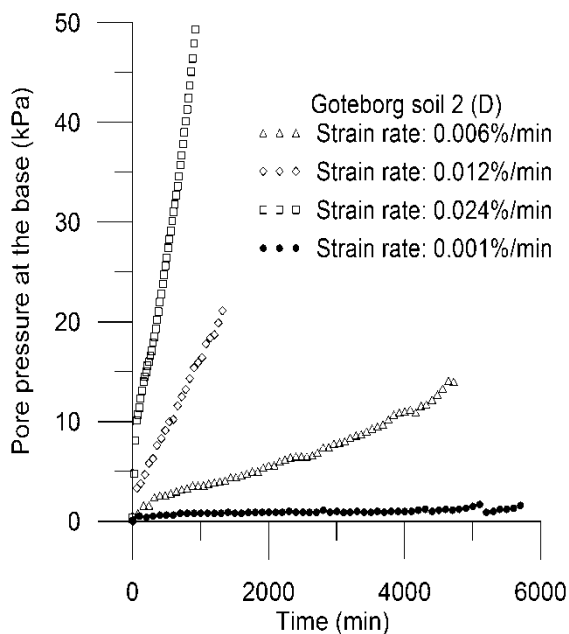 50
40
30
20
10
0
Pore pressure at the base (kPa)
Goteborg soil 2 (D)
Strain rate: 0.006%/min
Strain rate: 0.012%/min
Strain rate: 0.024%/min
Strain rate: 0.001%/min
0 2000 4000 6000
Time (min)